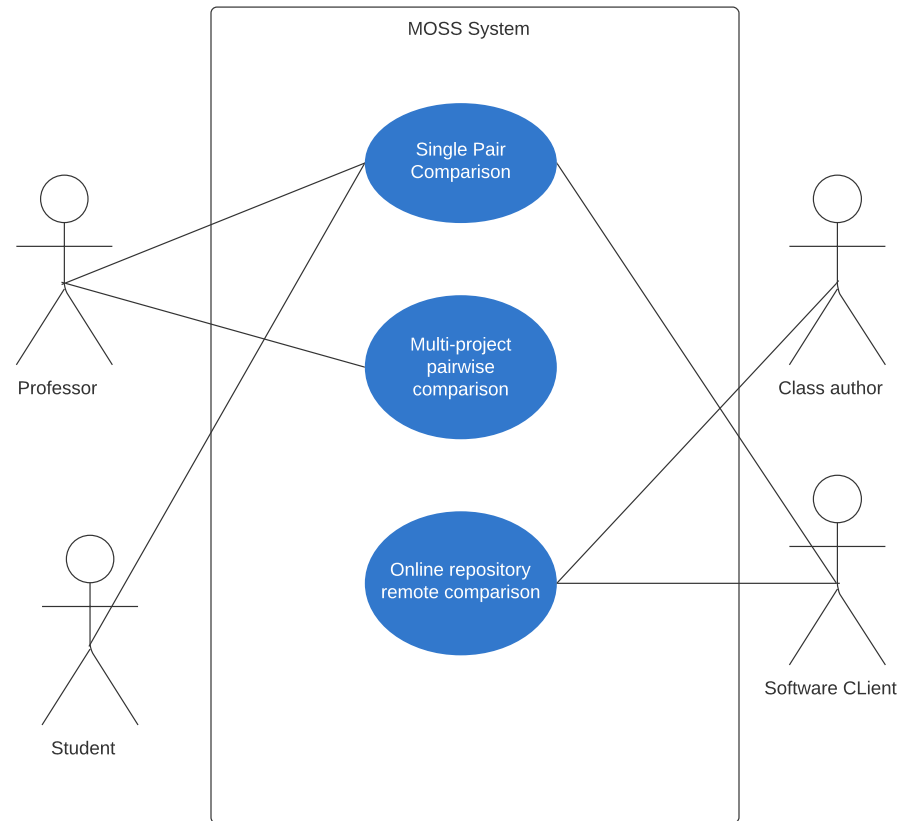 MOSS System
Single Pair
Comparison
Multi-project
pairwise
comparison
Professor
Class author
Online repository
remote comparison
Software CLient
Student